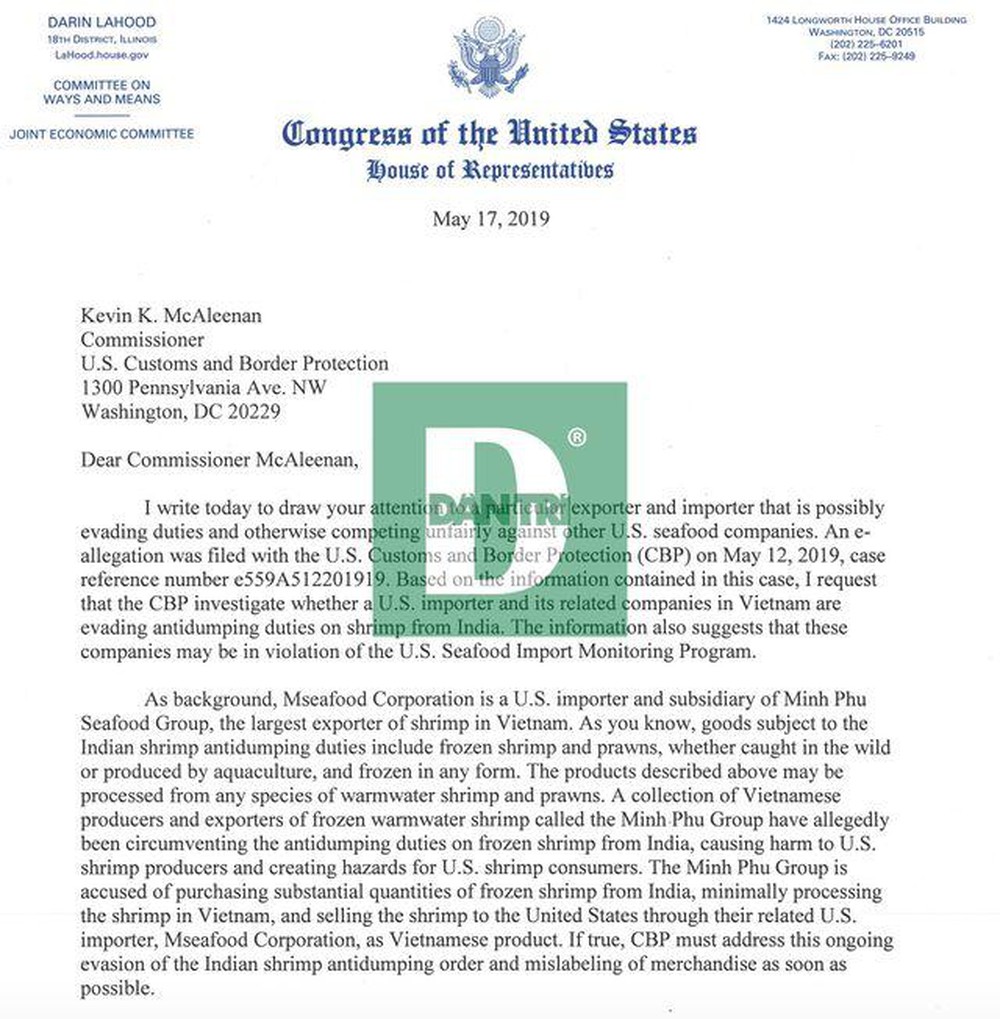 DARIN LAHOOD
18TH DISTRICT, ILLINOIS
LaHood.house.gov
COMMITTEE ON
WAYS AND MEANS
JOINT ECONOMIC COMMITTEE
1424 LONGWORTH HOUSE OFFICE BUILDING
WASHINGTON, DC 20515
(202) 225–6201
FAX: (202) 225–9249
Congress of the United States
House of Representatives
May 17, 2019
Kevin K. McAleenan
Commissioner
U.S. Customs and Border Protection
1300 Pennsylvania Ave. NW
Washington, DC 20229
Dear Commissioner McAleenan,
I write today to draw your attention to a particular exporter and importer that is possibly
evading duties and otherwise competing unfairly against other U.S. seafood companies. An e-
allegation was filed with the U.S. Customs and Border Protection (CBP) on May 12, 2019, case
reference number e559A512201919. Based on the information contained in this case, I request
that the CBP investigate whether a U.S. importer and its related companies in Vietnam are
evading antidumping duties on shrimp from India. The information also suggests that these
companies may be in violation of the U.S. Seafood Import Monitoring Program.
As background, Mseafood Corporation is a U.S. importer and subsidiary of Minh Phu
Seafood Group, the largest exporter of shrimp in Vietnam. As you know, goods subject to the
Indian shrimp antidumping duties include frozen shrimp and prawns, whether caught in the wild
or produced by aquaculture, and frozen in any form. The products described above may be
processed from any species of warmwater shrimp and prawns. A collection of Vietnamese
producers and exporters of frozen warmwater shrimp called the Minh Phu Group have allegedly
been circumventing the antidumping duties on frozen shrimp from India, causing harm to U.S.
shrimp producers and creating hazards for U.S. shrimp consumers. The Minh Phu Group is
accused of purchasing substantial quantities of frozen shrimp from India, minimally processing
the shrimp in Vietnam, and selling the shrimp to the United States through their related U.S.
importer, Mseafood Corporation, as Vietnamese product. If true, CBP must address this ongoing
evasion of the Indian shrimp antidumping order and mislabeling of merchandise as soon as
possible.
D ®
DÂN TRÍ